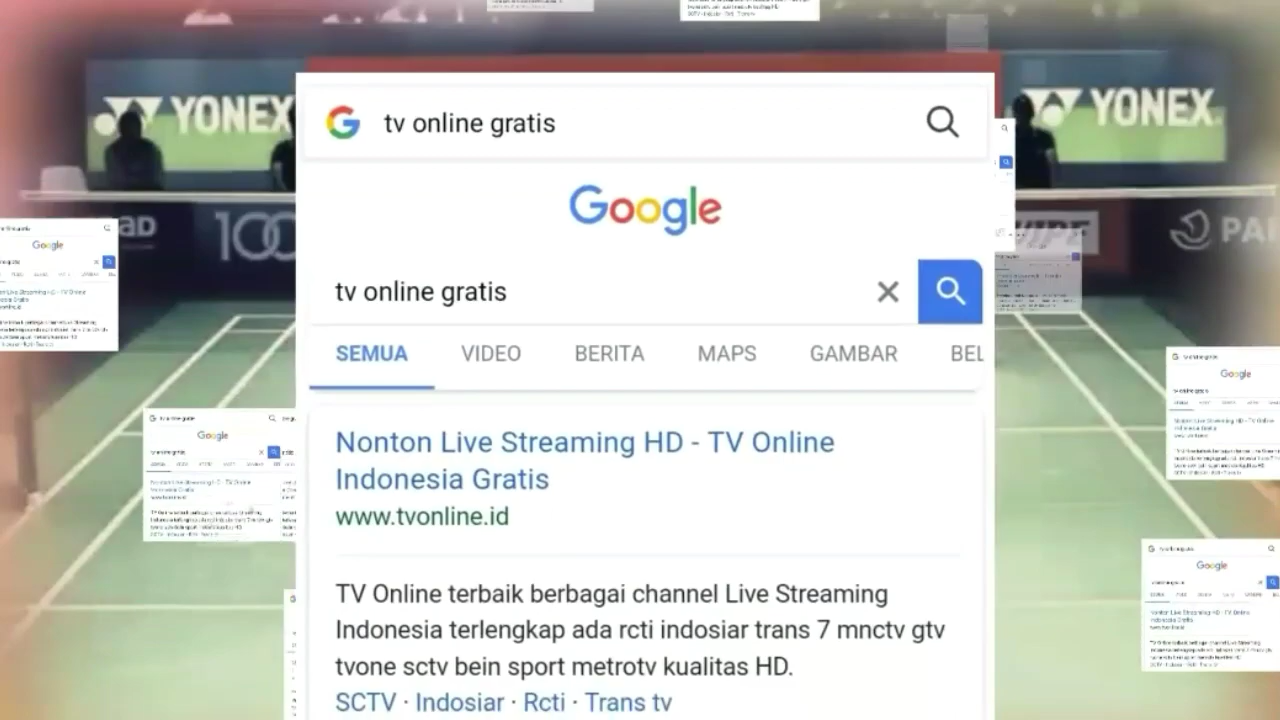 YONEX
YONEX
tv online gratis
Google
tv online gratis
SEMUA VIDEO BERITA MAPS GAMBAR BEL
Nonton Live Streaming HD - TV Online
Indonesia Gratis
www.tvonline.id
TV Online terbaik berbagai channel Live Streaming
Indonesia terlengkap ada rcti indosiar trans 7 mnctv gtv
tvone sctv bein sport metrotv kualitas HD.
SCTV · Indosiar · Rcti · Trans tv
100